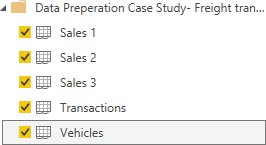 Data Preperation Case Study- Freight tran...
Sales 1
Sales 2
Sales 3
Transactions
Vehicles